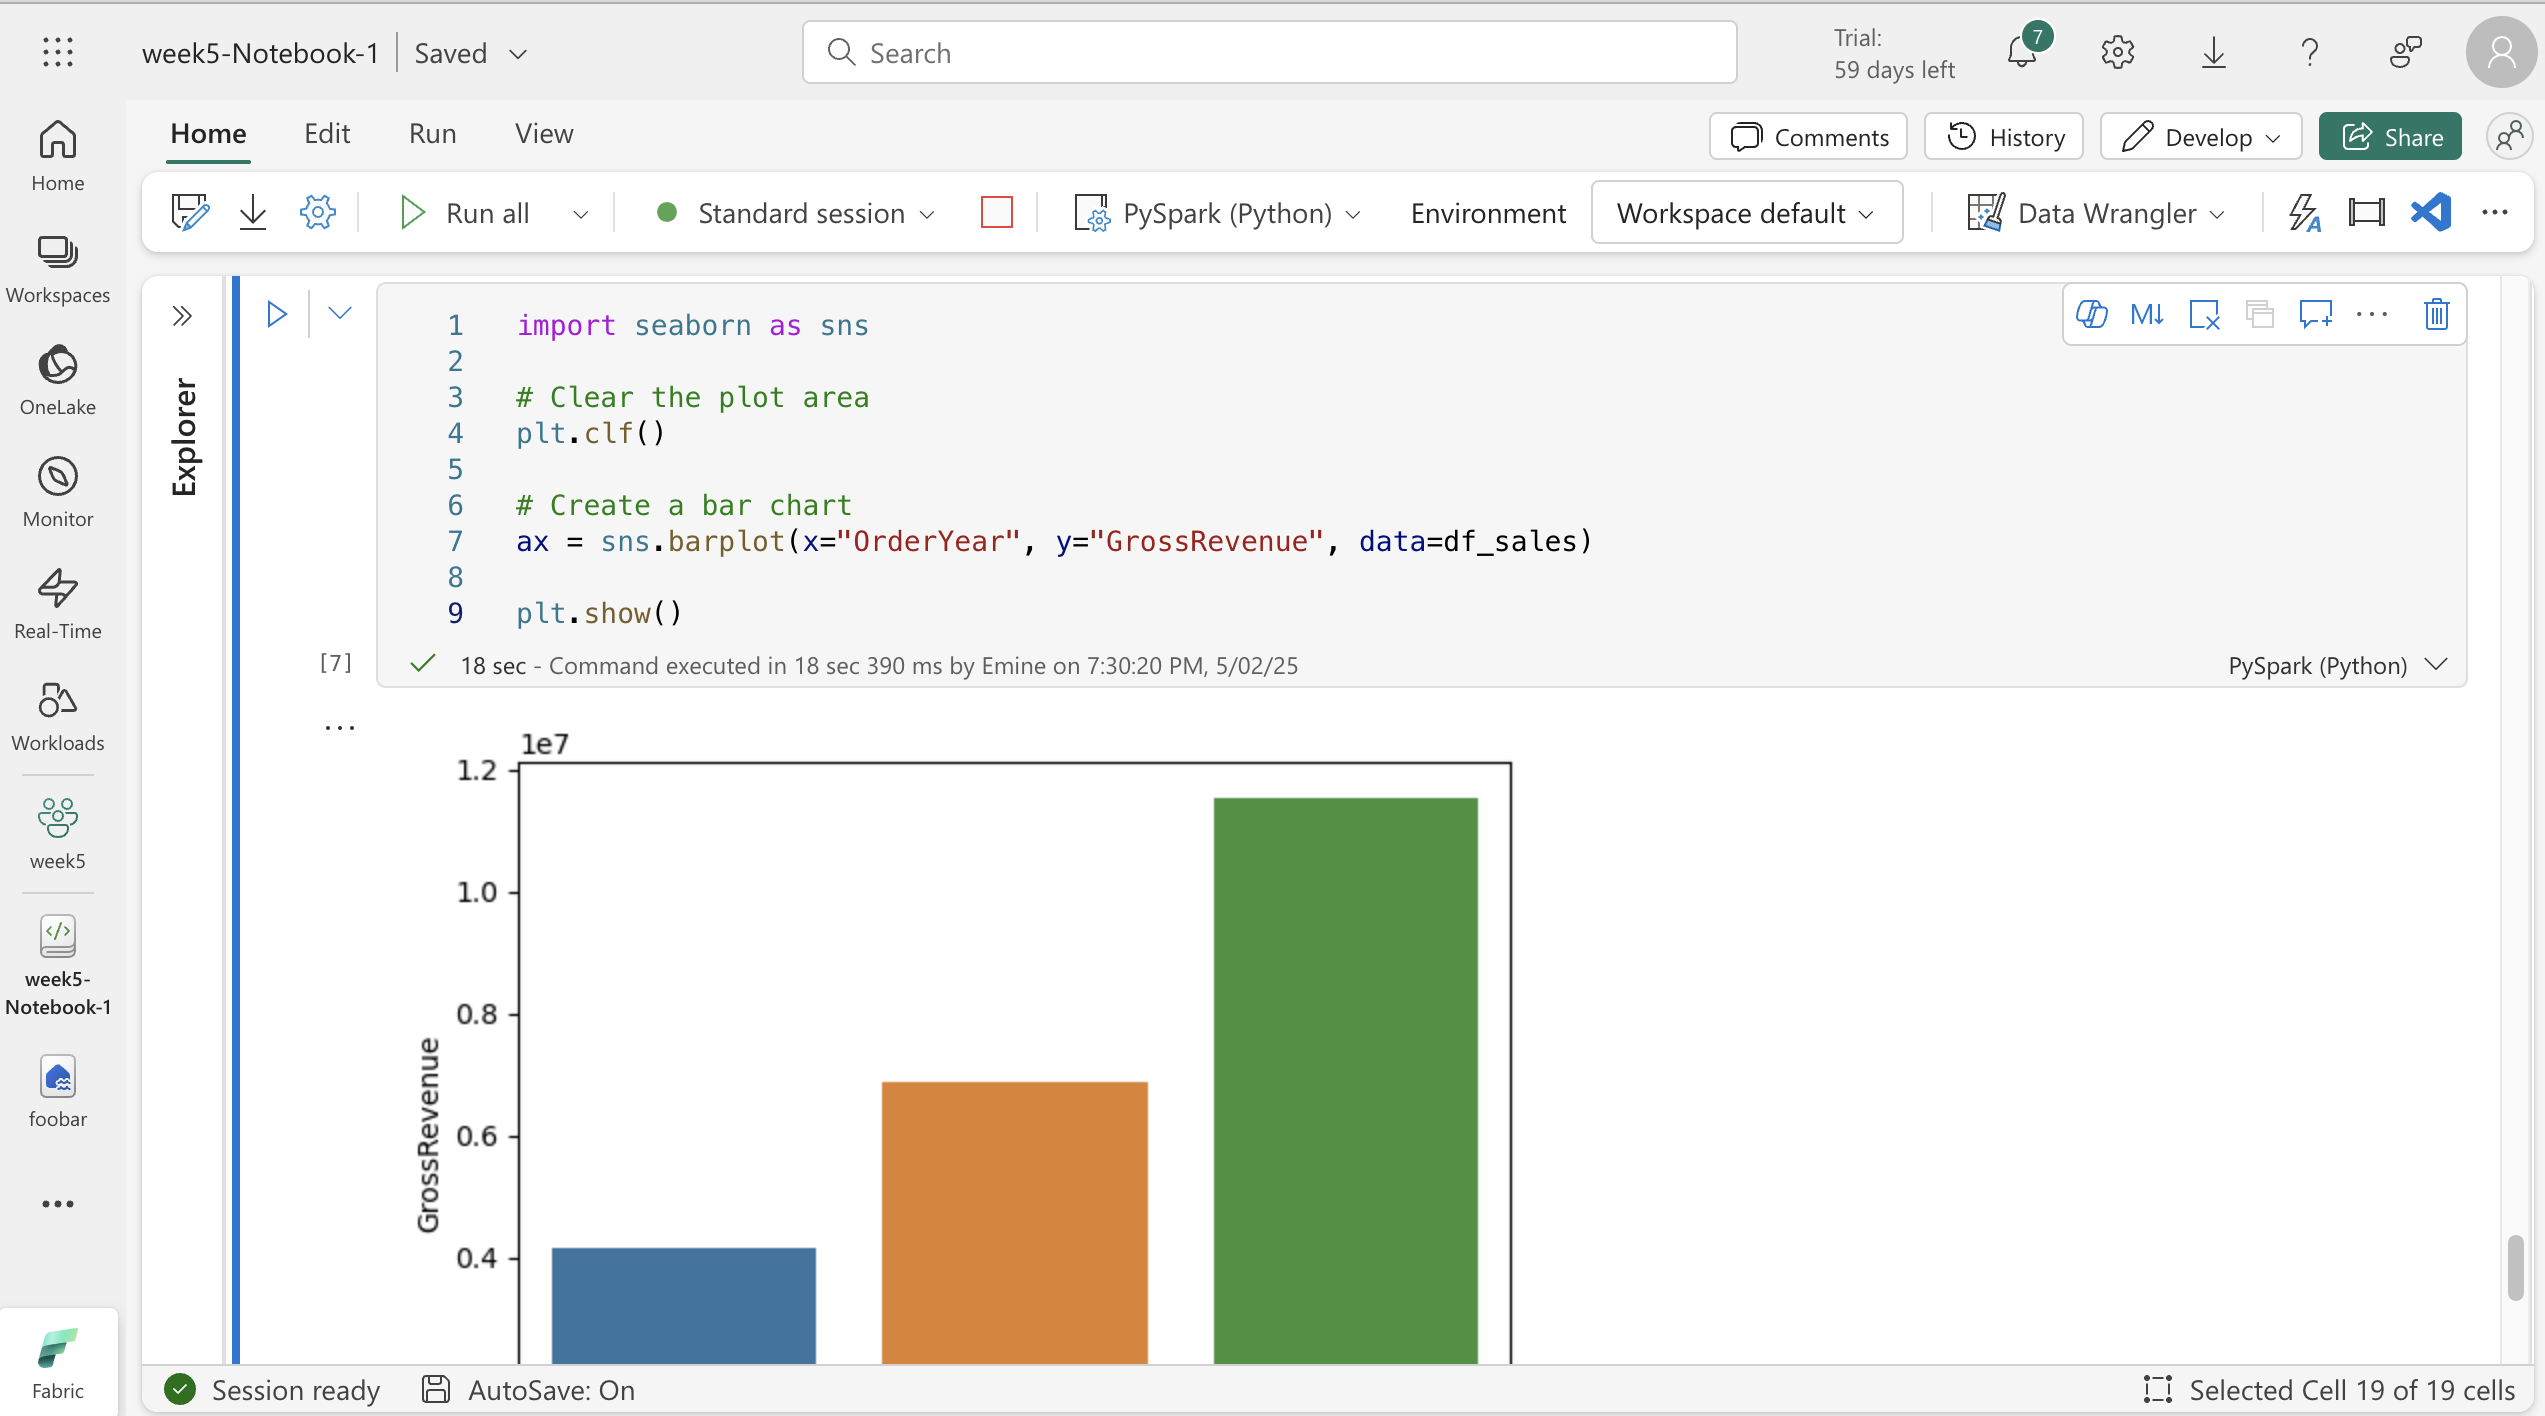 week5-Notebook-1 | Saved
Search
Trial:
59 days left
7
Home Edit Run View
Comments History Develop Share
Run all Standard session PySpark (Python) Environment Workspace default Data Wrangler
Home
Workspaces
OneLake
Monitor
Real-Time
Workloads
week5
week5-
Notebook-1
foobar
Fabric
Explorer
M↓
1 import seaborn as sns
2
3 # Clear the plot area
4 plt.clf()
5
6 # Create a bar chart
7 ax = sns.barplot(x="OrderYear", y="GrossRevenue", data=df_sales)
8
9 plt.show()
[7] 18 sec - Command executed in 18 sec 390 ms by Emine on 7:30:20 PM, 5/02/25 PySpark (Python)
1e7
1.2
1.0
0.8
0.6
0.4
GrossRevenue
Session ready AutoSave: On Selected Cell 19 of 19 cells